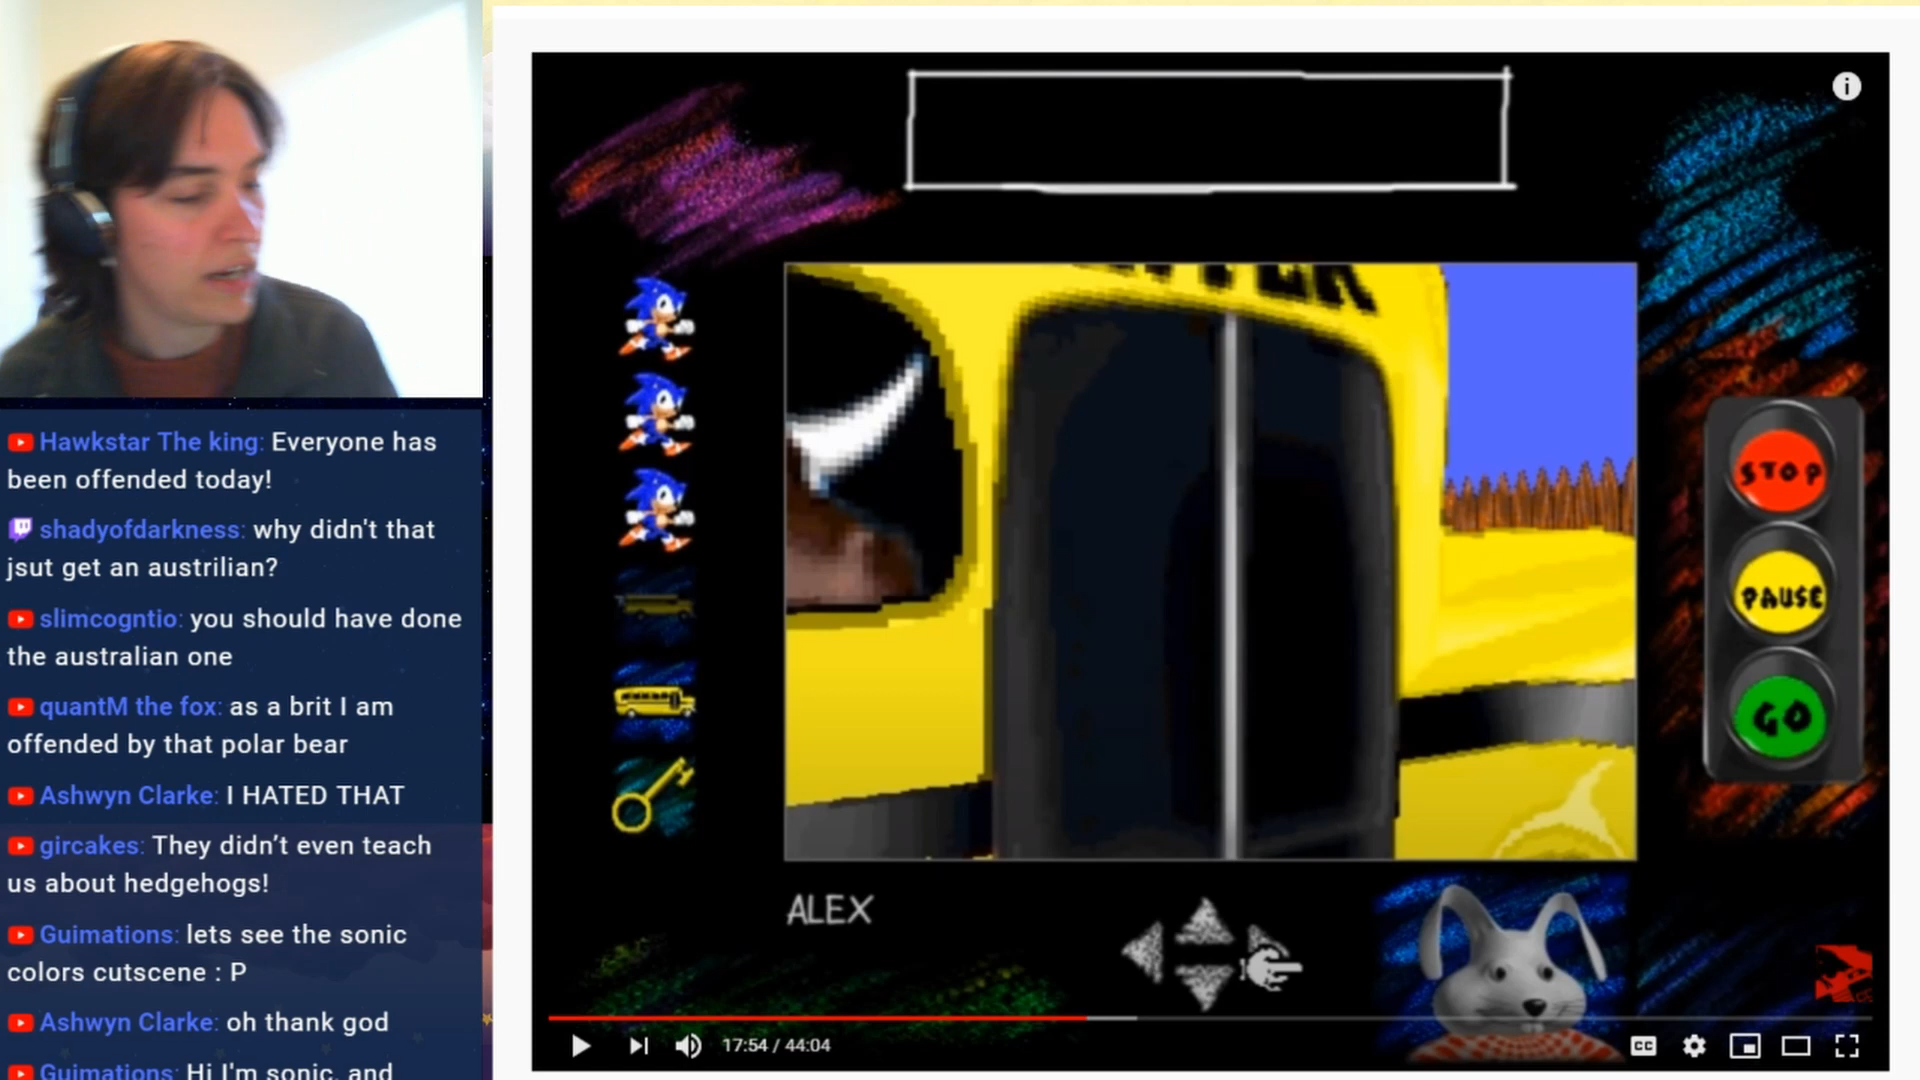 Hawkstar The king: Everyone has
been offended today!
shadyofdarkness: why didn't that
jsut get an austrilian?
slimcogntio: you should have done
the australian one
quantM the fox: as a brit I am
offended by that polar bear
Ashwyn Clarke: I HATED THAT
gircakes: They didn’t even teach
us about hedgehogs!
Guimations: lets see the sonic
colors cutscene : P
Ashwyn Clarke: oh thank god
Guimations: Hi I'm sonic, and
i
STOP
PAUSE
GO
ALEX
17:54 / 44:04
CC